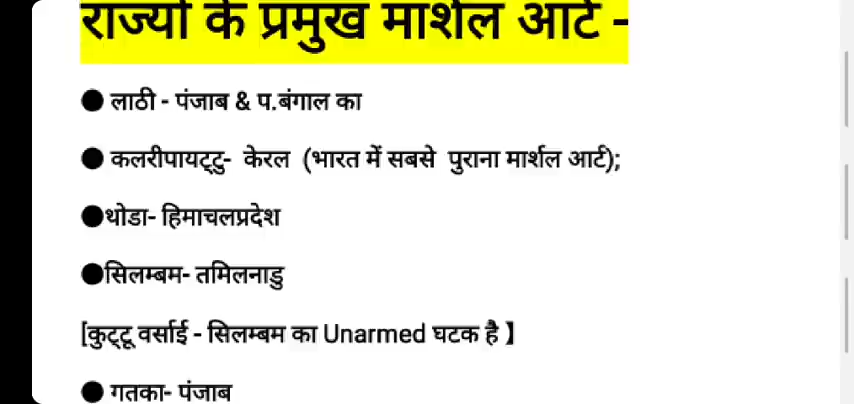 राज्यों के प्रमुख मार्शल आर्ट -
● लाठी - पंजाब & प.बंगाल का
● कलरीपायट्टु- केरल (भारत में सबसे पुराना मार्शल आर्ट);
●थोडा- हिमाचलप्रदेश
●सिलम्बम- तमिलनाडु
[कुट्टू वर्साई - सिलम्बम का Unarmed घटक है 】
● गतका- पंजाब